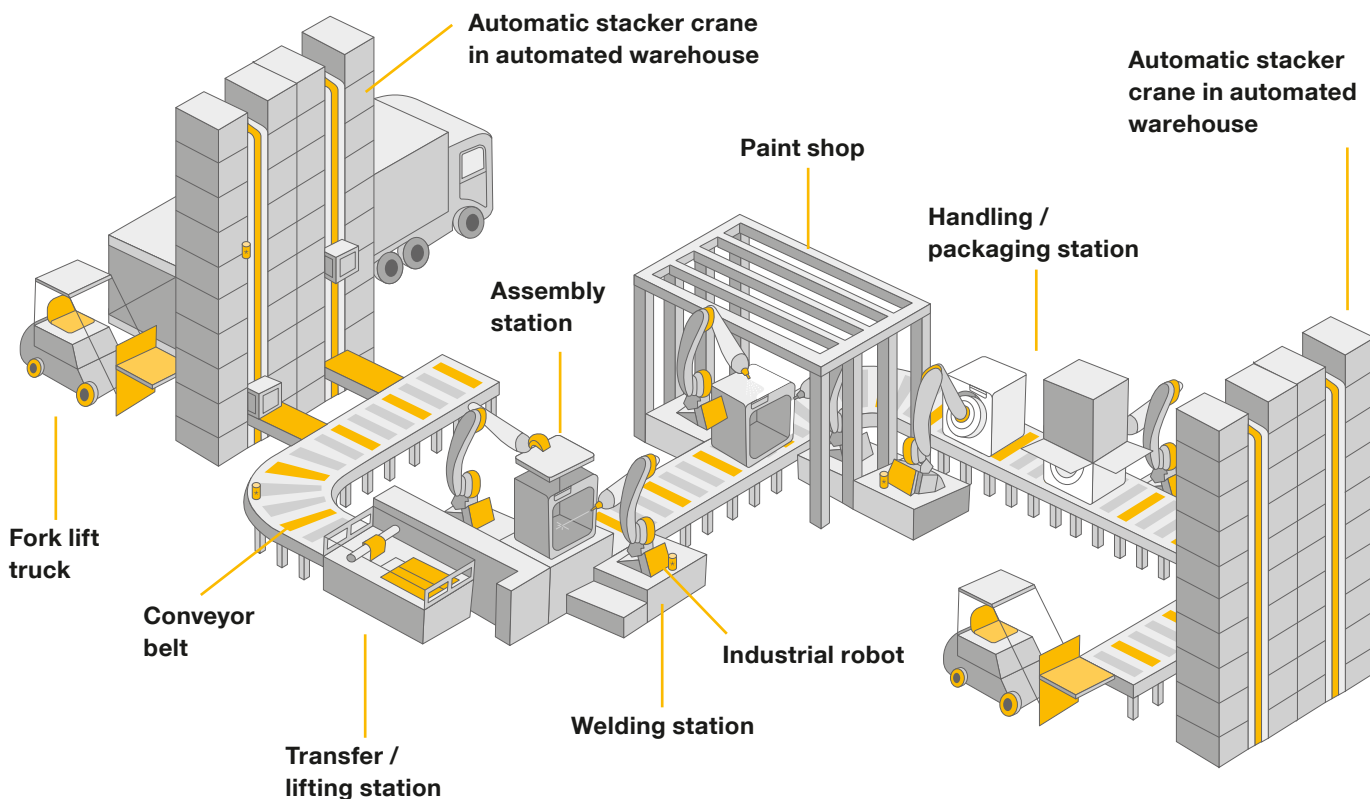 Automatic stacker crane
in automated warehouse
Automatic stacker
crane in automated
warehouse
Paint shop
Handling /
packaging station
Assembly
station
Fork lift
truck
Conveyor
belt
Industrial robot
Welding station
Transfer /
lifting station